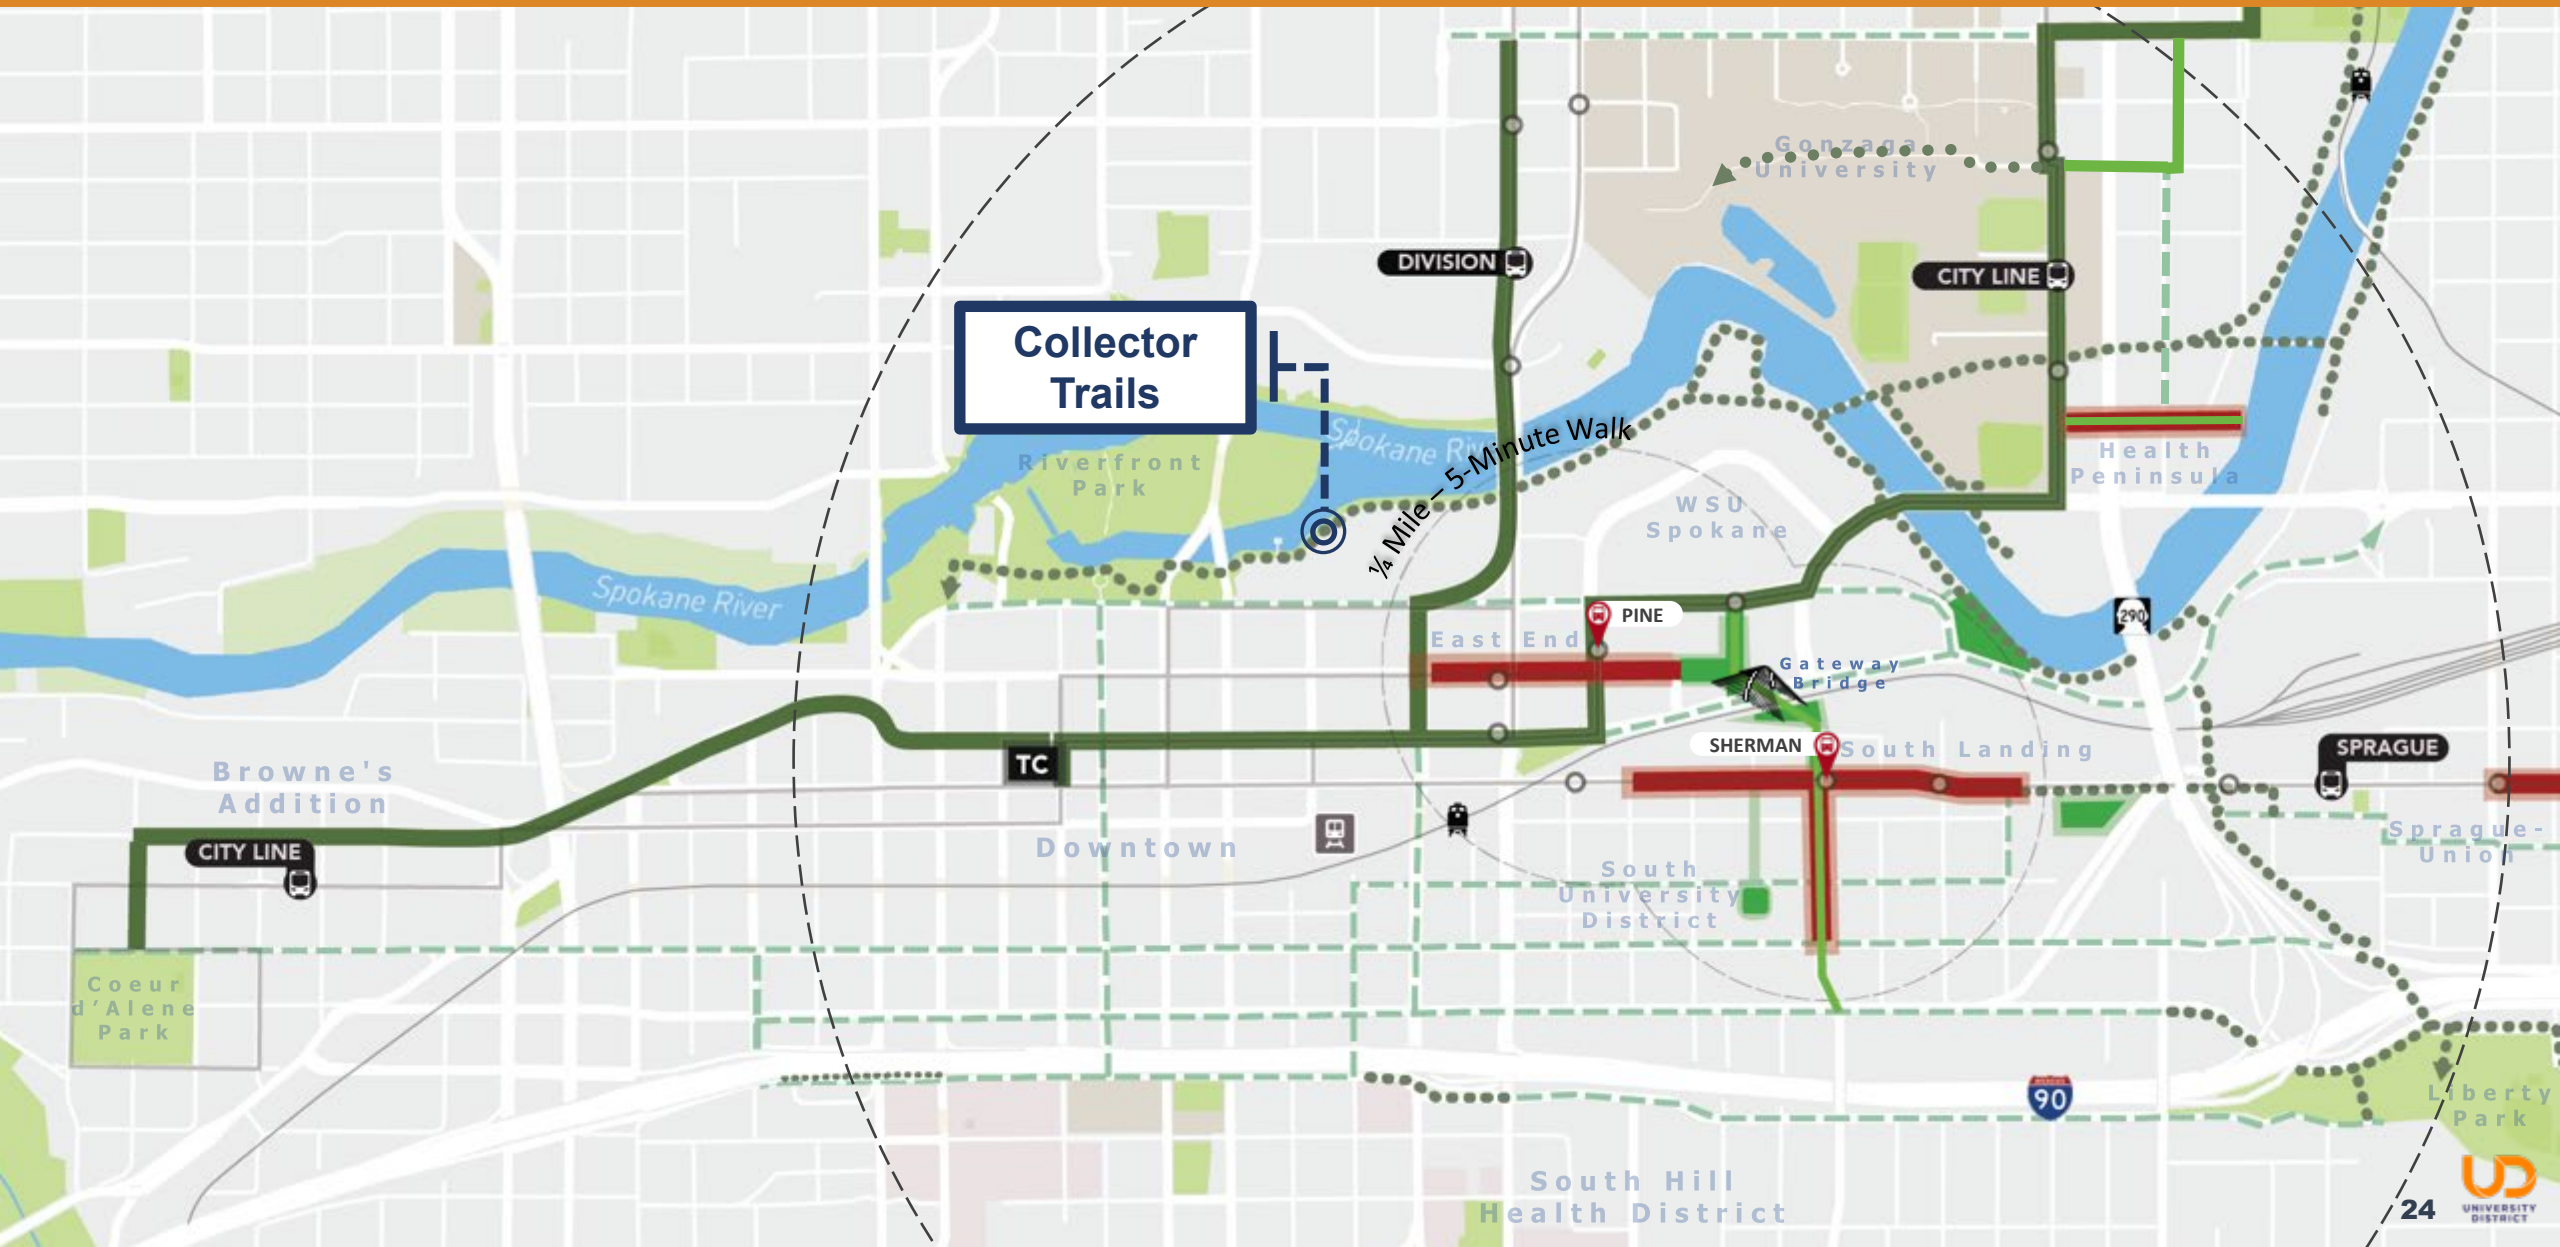 Gonzaga
University
DIVISION
CITY LINE
Collector
Trails
Spokane Riv
¼ Mile – 5-Minute Walk
Riverfront
Park
Health
Peninsula
WSU
Spokane
Spokane River
PINE
290
East End
Gateway
Bridge
SHERMAN
South Landing
SPRAGUE
TC
Browne's
Addition
CITY LINE
Downtown
Sprague-
Union
South
University
District
Coeur
d'Alene
Park
90
Liberty
Park
South Hill
Health District
24
UD
UNIVERSITY
DISTRICT